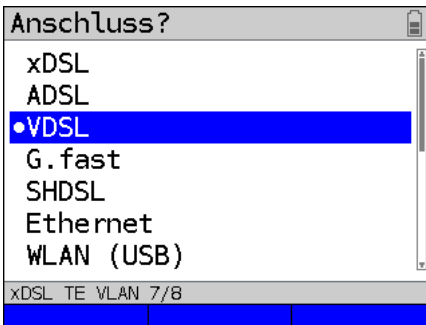 Anschluss?
xDSL
ADSL
•VDSL
G.fast
SHDSL
Ethernet
WLAN (USB)
xDSL TE VLAN 7/8